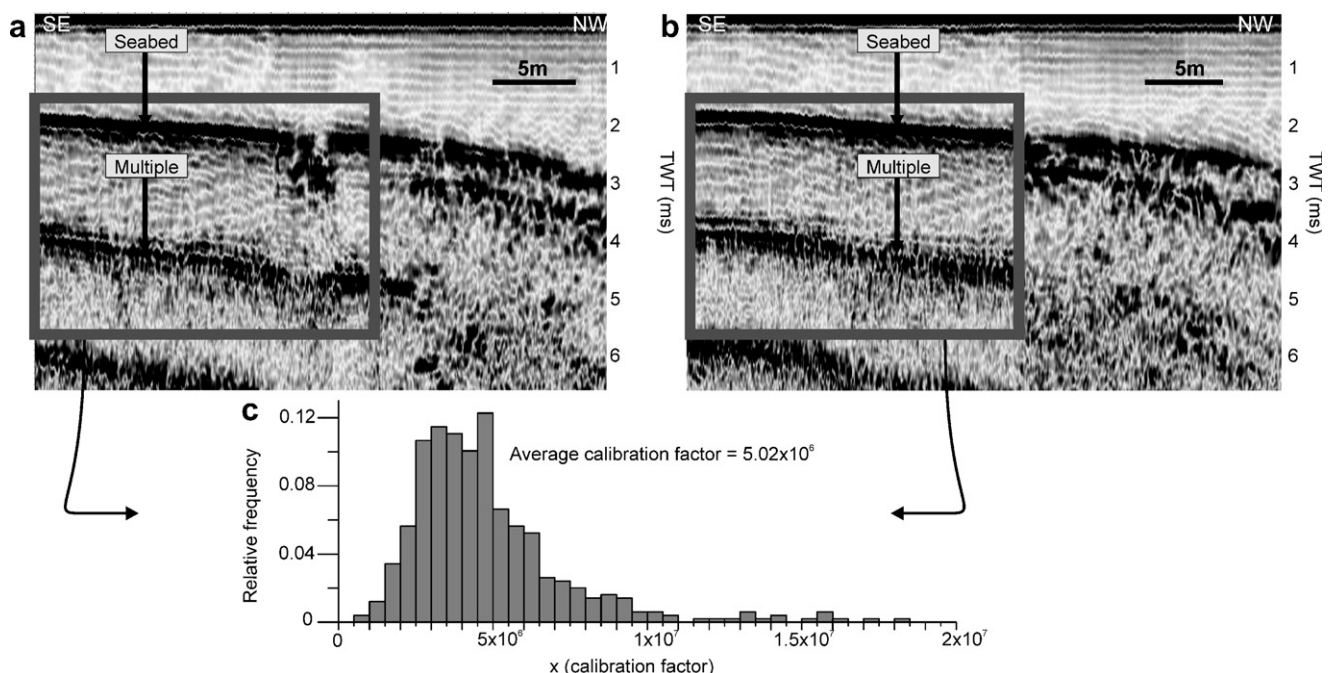 a
SE
NW
Seabed
5m
Multiple
1
2
3
4
5
6
TWT (ms)
b
SE
NW
Seabed
5m
Multiple
1
2
3
4
5
6
TWT (ms)
c
Average calibration factor = 5.02x10⁶
Relative frequency
0.12
0.08
0.04
0
0
5x10⁶
1x10⁷
1.5x10⁷
2x10⁷
x (calibration factor)